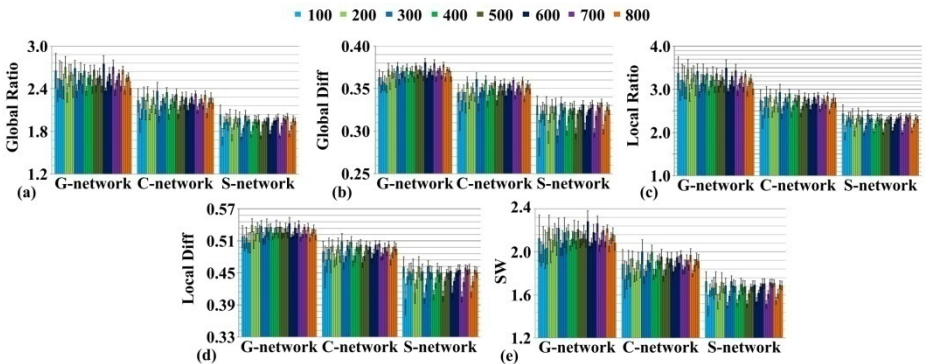 100 200 300 400 500 600 700 800
Global Ratio
3.0
2.4
1.8
1.2
(a)
G-network C-network S-network
Global Diff
0.40
0.35
0.30
0.25
(b)
G-network C-network S-network
Local Ratio
4.0
3.0
2.0
1.0
(c)
G-network C-network S-network
Local Diff
0.57
0.51
0.45
0.39
0.33
(d)
G-network C-network S-network
SW
2.4
2.0
1.6
1.2
(e)
G-network C-network S-network